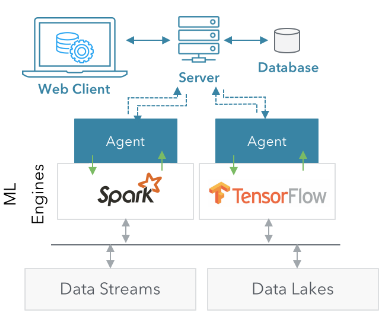 Web Client
Server
Database
Agent
Agent
ML
Engines
Spark
TensorFlow
Data Streams
Data Lakes